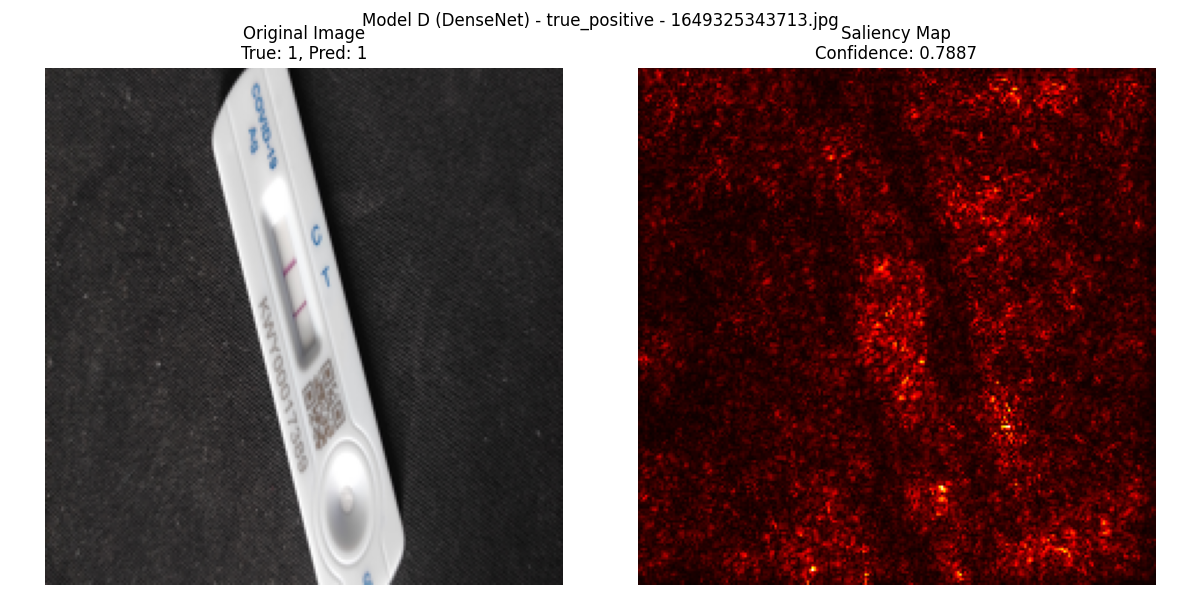 Model D (DenseNet) - true_positive - 1649325343713.jpg
Original Image
True: 1, Pred: 1
Saliency Map
Confidence: 0.7887
COVID-19
Ag
C
T
KWY00017389
S